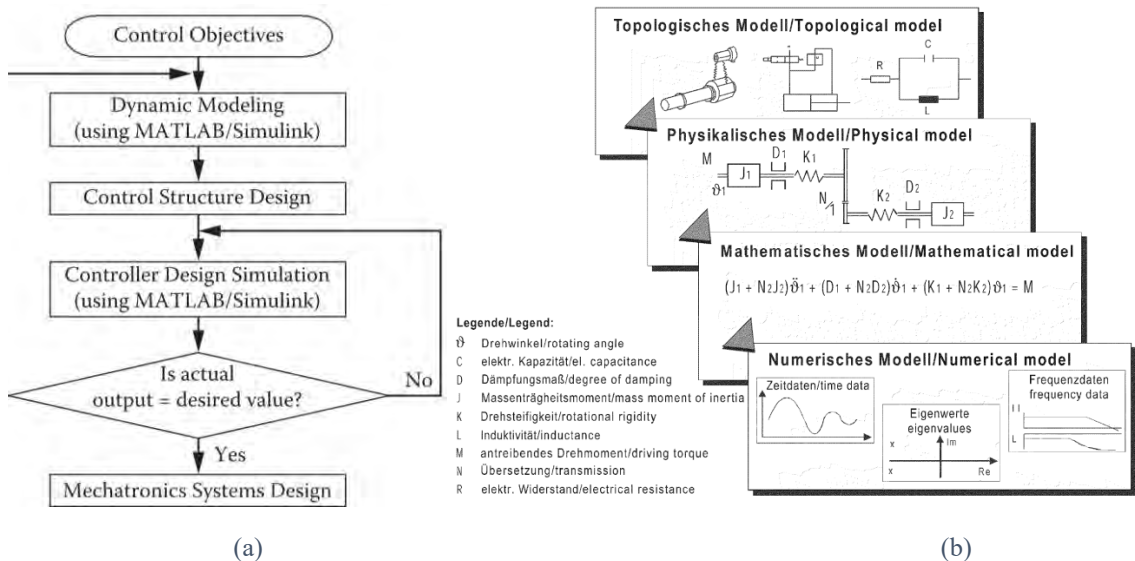 Control Objectives
Dynamic Modeling
(using MATLAB/Simulink)
Control Structure Design
Controller Design Simulation
(using MATLAB/Simulink)
Is actual
output = desired value?
No
Yes
Mechatronics Systems Design
(a)
Topologisches Modell/Topological model
C
R
L
Physikalisches Modell/Physical model
M
D1
K1
J1
ϑ1
N/1
K2
D2
J2
Mathematisches Modell/Mathematical model
(J1 + N2J2)ϑ̈1 + (D1 + N2D2)ϑ̇1 + (K1 + N2K2)ϑ1 = M
Numerisches Modell/Numerical model
Zeitdaten/time data
Eigenwerte
eigenvalues
Im
x
x
Re
Frequenzdaten
frequency data
L
Legende/Legend:
ϑ Drehwinkel/rotating angle
C elektr. Kapazität/el. capacitance
D Dämpfungsmaß/degree of damping
J Massenträgheitsmoment/mass moment of inertia
K Drehsteifigkeit/rotational rigidity
L Induktivität/inductance
M antreibendes Drehmoment/driving torque
N Übersetzung/transmission
R elektr. Widerstand/electrical resistance
(b)